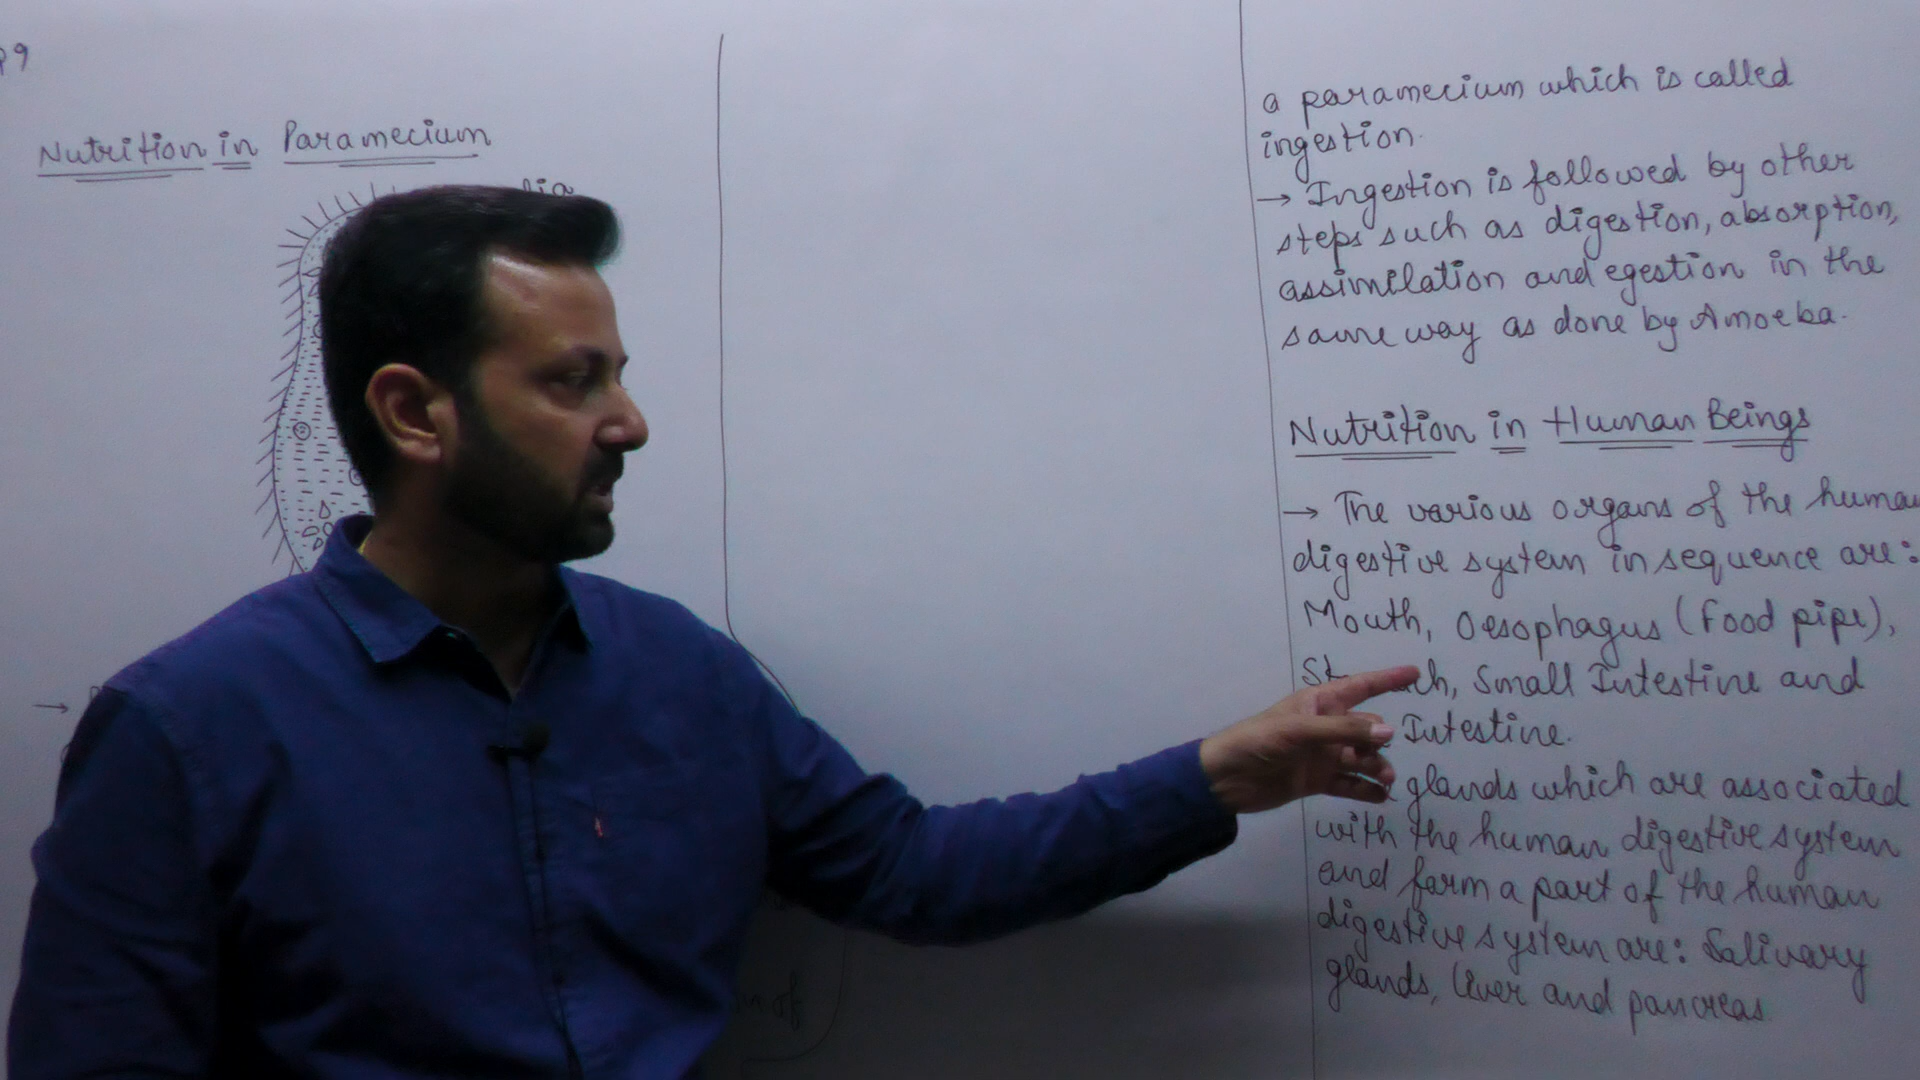 Nutrition in Paramecium
a paramecium which is called
ingestion.
→ Ingestion is followed by other
steps such as digestion, absorption,
assimilation and egestion in the
same way as done by Amoeba.
Nutrition in Human Beings
→ The various organs of the human
digestive system in sequence are:
Mouth, Oesophagus (Food pipe),
Small Intestine and
Intestine.
glands which are associated
with the human digestive system
and form a part of the human
digestive system are: Salivary
glands, liver and pancreas
of